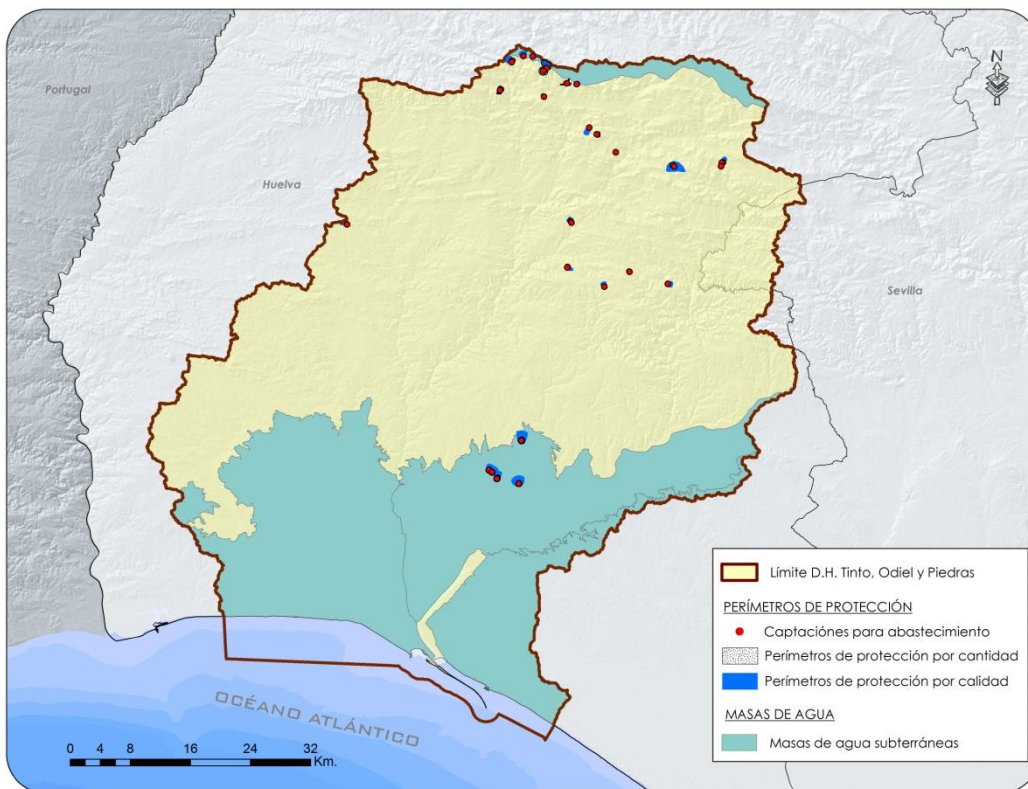 N
Portugal
Huelva
Sevilla
OCÉANO ATLÁNTICO
0 4 8 16 24 32
Km.
Límite D.H. Tinto, Odiel y Piedras
PERÍMETROS DE PROTECCIÓN
Captaciónes para abastecimiento
Perímetros de protección por cantidad
Perímetros de protección por calidad
MASAS DE AGUA
Masas de agua subterráneas